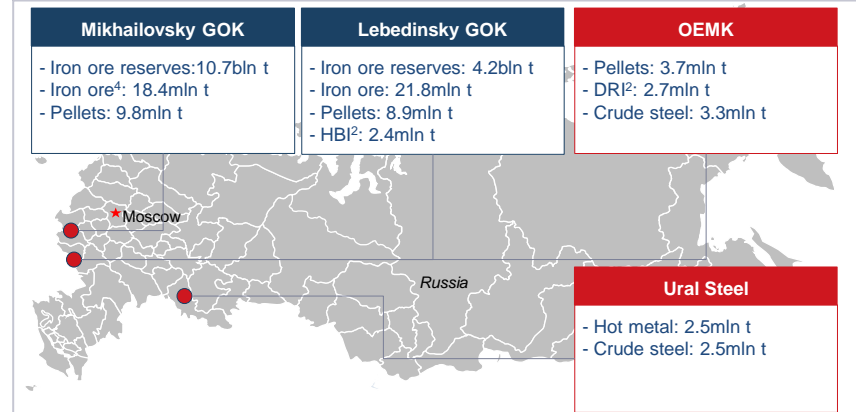 Mikhailovsky GOK
- Iron ore reserves:10.7bln t
- Iron ore⁴: 18.4mln t
- Pellets: 9.8mln t
Lebedinsky GOK
- Iron ore reserves: 4.2bln t
- Iron ore: 21.8mln t
- Pellets: 8.9mln t
- HBI²: 2.4mln t
OEMK
- Pellets: 3.7mln t
- DRI²: 2.7mln t
- Crude steel: 3.3mln t
Moscow
Russia
Ural Steel
- Hot metal: 2.5mln t
- Crude steel: 2.5mln t